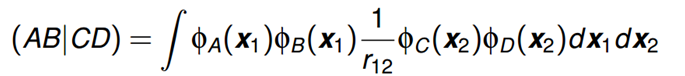 (AB|CD) = ∫ ϕ_A(x₁)ϕ_B(x₁) 1/r₁₂ ϕ_C(x₂)ϕ_D(x₂)dx₁dx₂